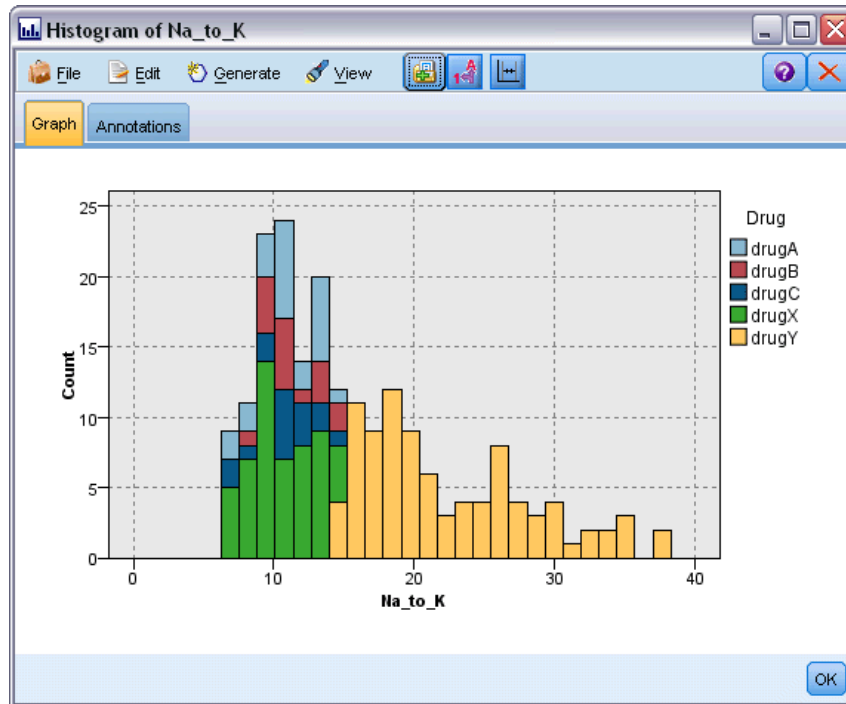 Histogram of Na_to_K
File Edit Generate View
Graph Annotations
25
20
15
10
5
0
Count
0 10 20 30 40
Na_to_K
Drug
drugA
drugB
drugC
drugX
drugY
OK